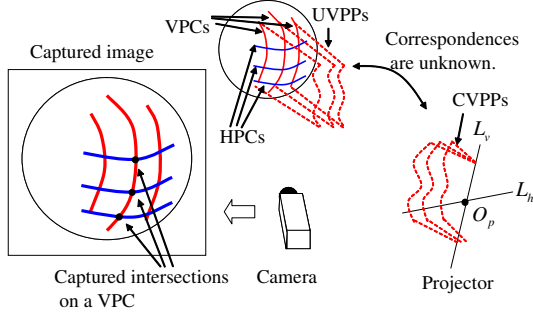 VPCs
UVPPs
Captured image
Correspondences
are unknown.
HPCs
CVPPs
L_v
L_h
O_p
Captured intersections
on a VPC
Camera
Projector